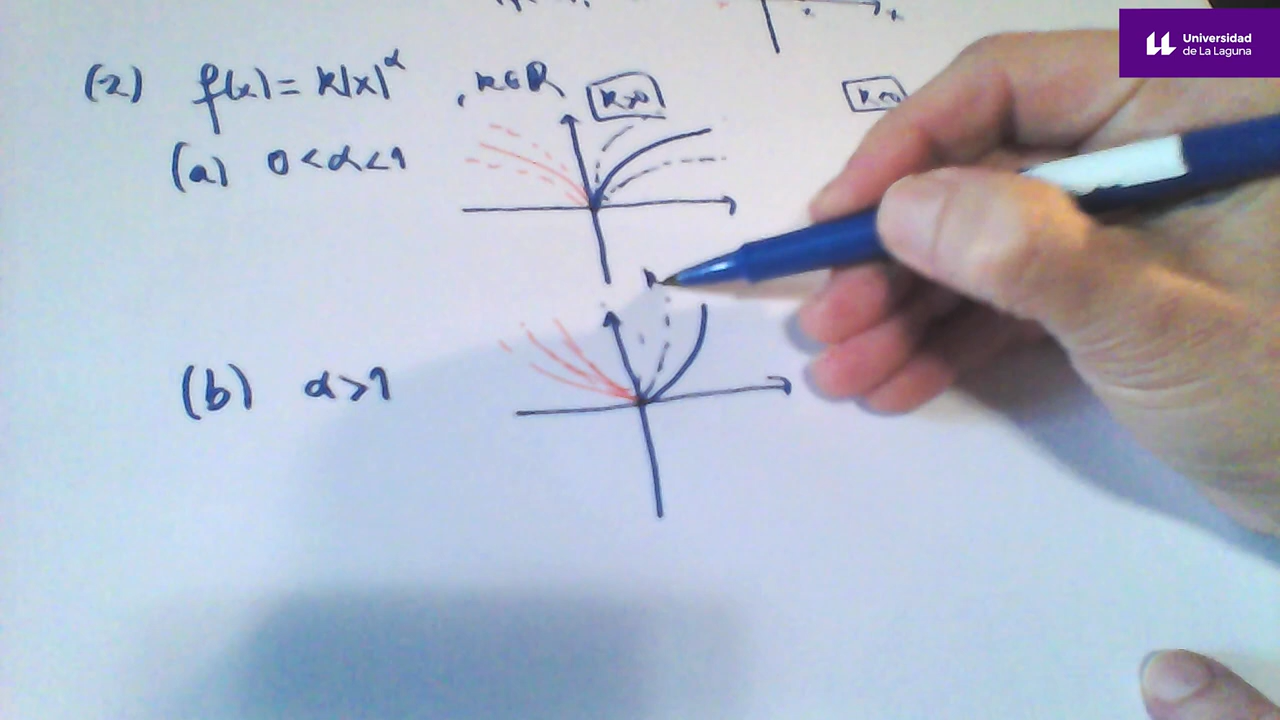 Universidad
de La Laguna
(2) f(x) = k|x|^α , k∈R
k>0
(a) 0<α<1
(b) α>1